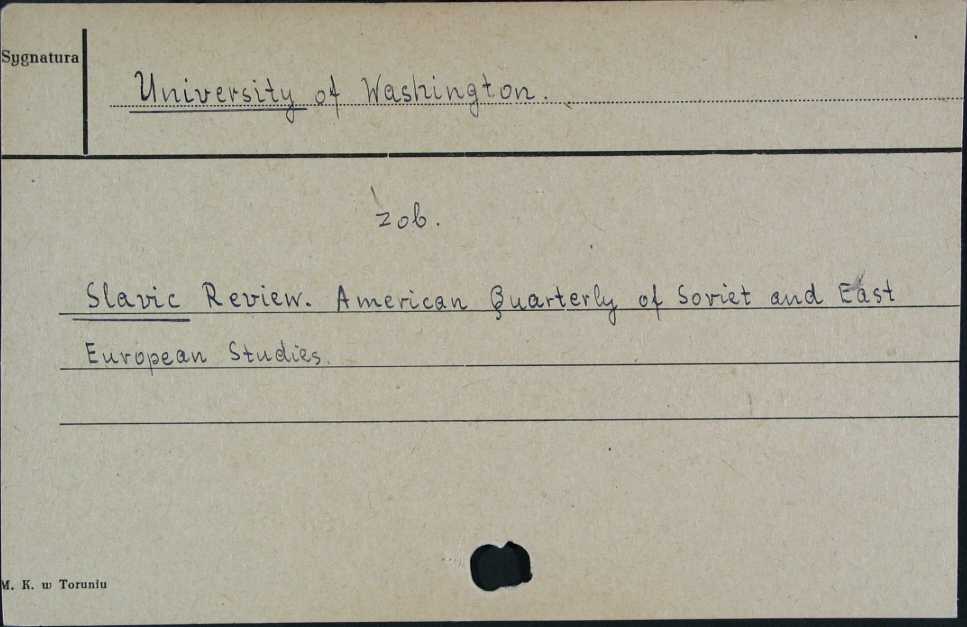 Sygnatura
University of Washington.
zob.
Slavic Review. American Quarterly of Soviet and East
European Studies.
M. K. w Toruniu